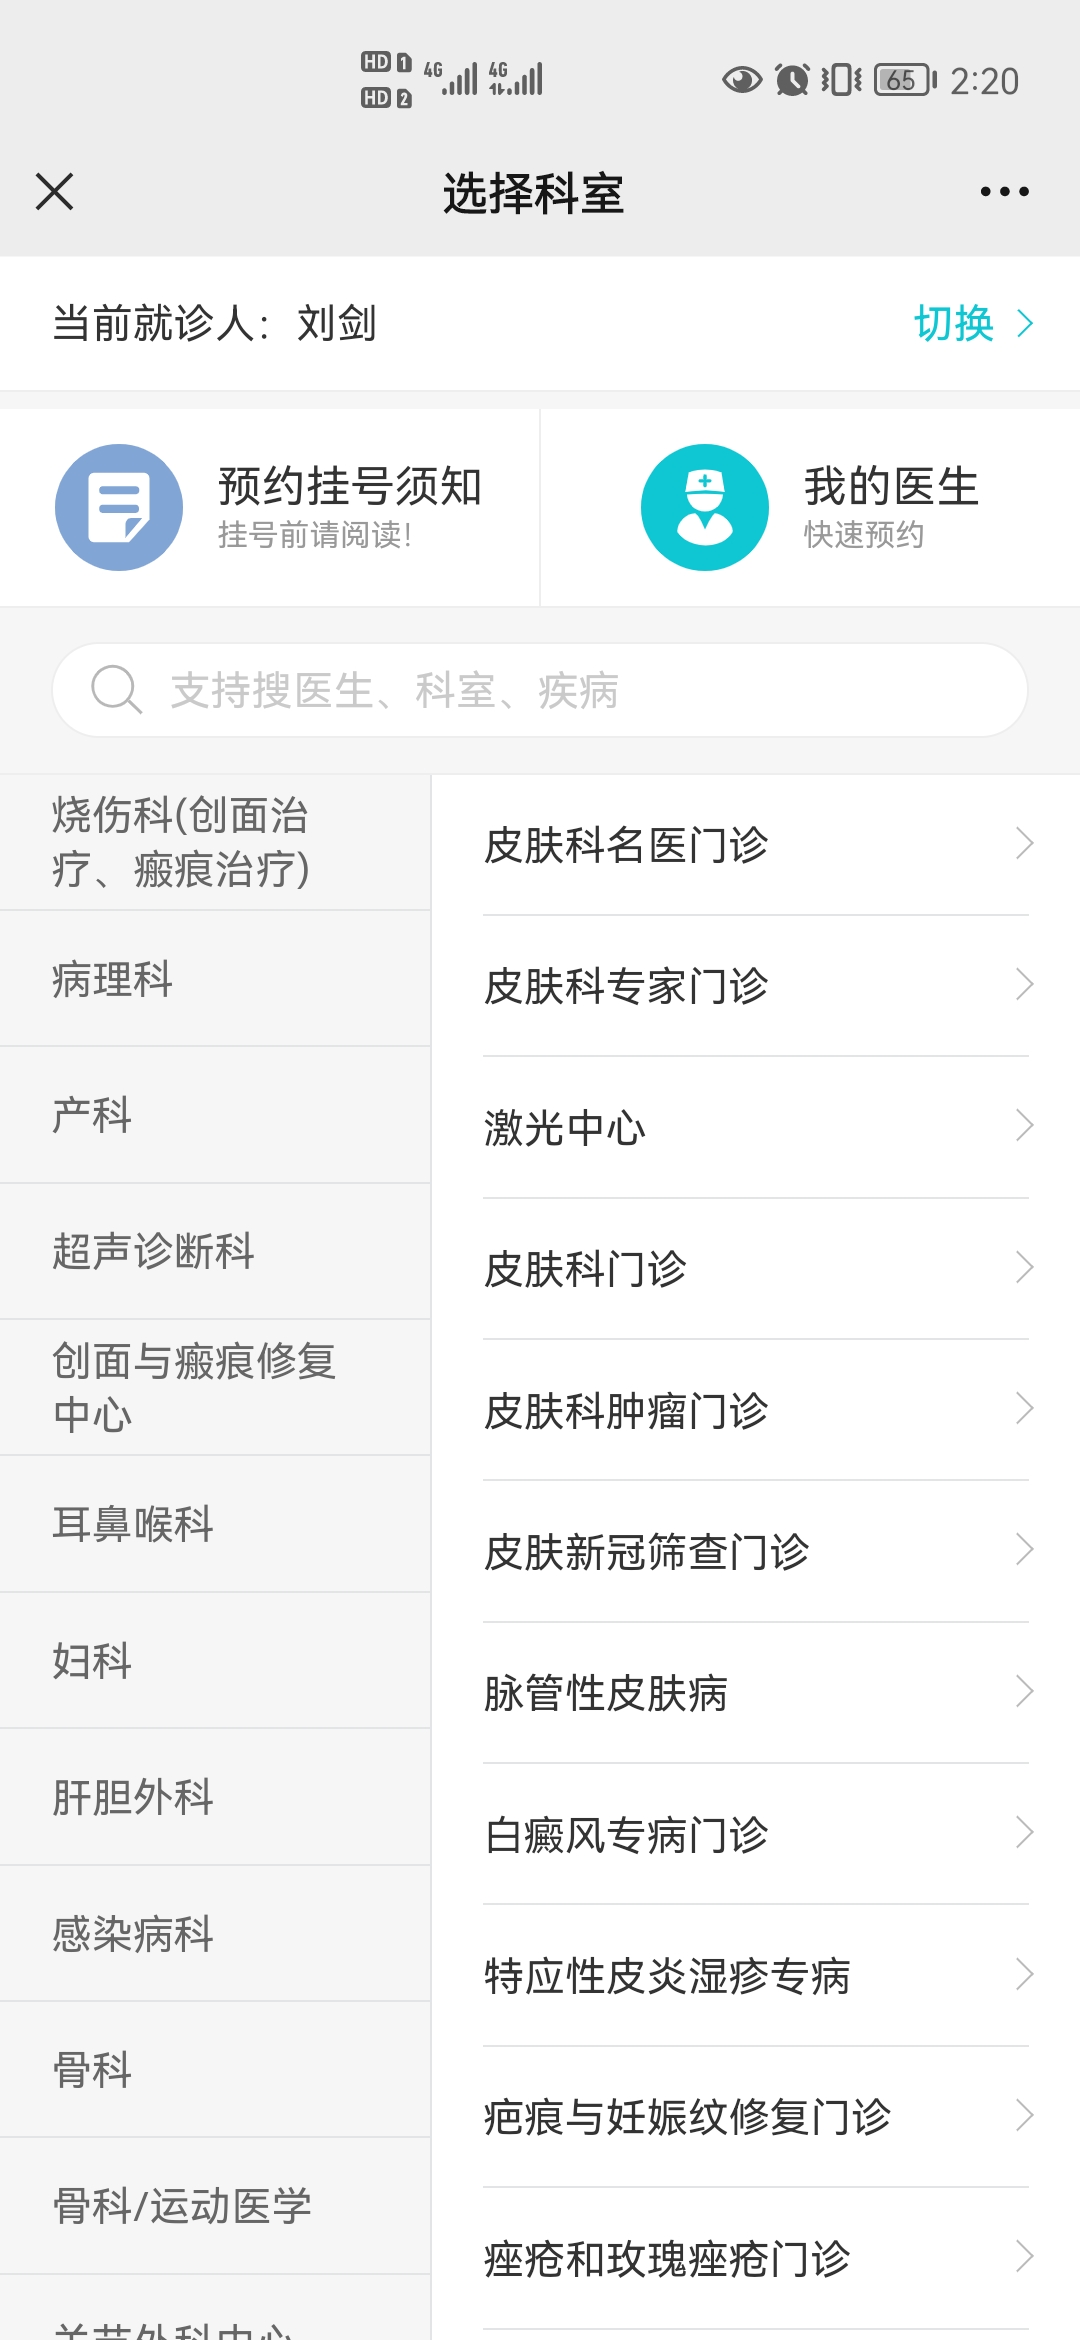 HD 1 4G 4G
HD 2
65 2:20
选择科室
当前就诊人：刘剑
切换
预约挂号须知
挂号前请阅读!
我的医生
快速预约
支持搜医生、科室、疾病
烧伤科(创面治
疗、瘢痕治疗)
病理科
产科
超声诊断科
创面与瘢痕修复
中心
耳鼻喉科
妇科
肝胆外科
感染病科
骨科
骨科/运动医学
关节外科中心
皮肤科名医门诊
皮肤科专家门诊
激光中心
皮肤科门诊
皮肤科肿瘤门诊
皮肤新冠筛查门诊
脉管性皮肤病
白癜风专病门诊
特应性皮炎湿疹专病
疤痕与妊娠纹修复门诊
痤疮和玫瑰痤疮门诊